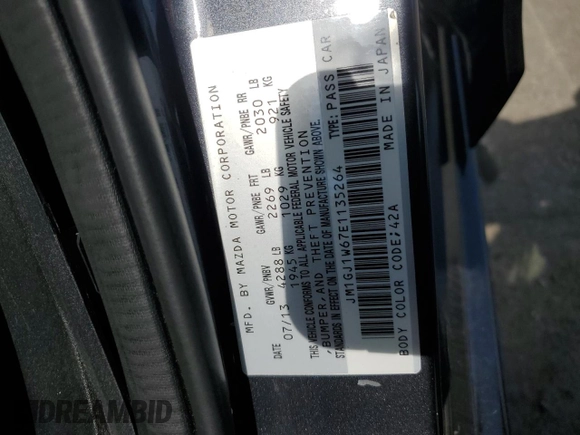 MFD. BY MAZDA MOTOR CORPORATION
DATE GVWR/PNBV GAWR/PNBE FRT GAWR/PNBE RR
07/13 4288 LB 2269 LB 2030 LB
1945 KG 1029 KG 921 KG
THIS VEHICLE CONFORMS TO ALL APPLICABLE FEDERAL MOTOR VEHICLE SAFETY
,BUMPER,AND THEFT PREVENTION
STANDARDS IN EFFECT ON THE DATE OF MANUFACTURE SHOWN ABOVE.
JM1GJ1W67E1135264 TYPE: PASS CAR
BODY COLOR CODE;42A MADE IN JAPAN
IDREAMBID